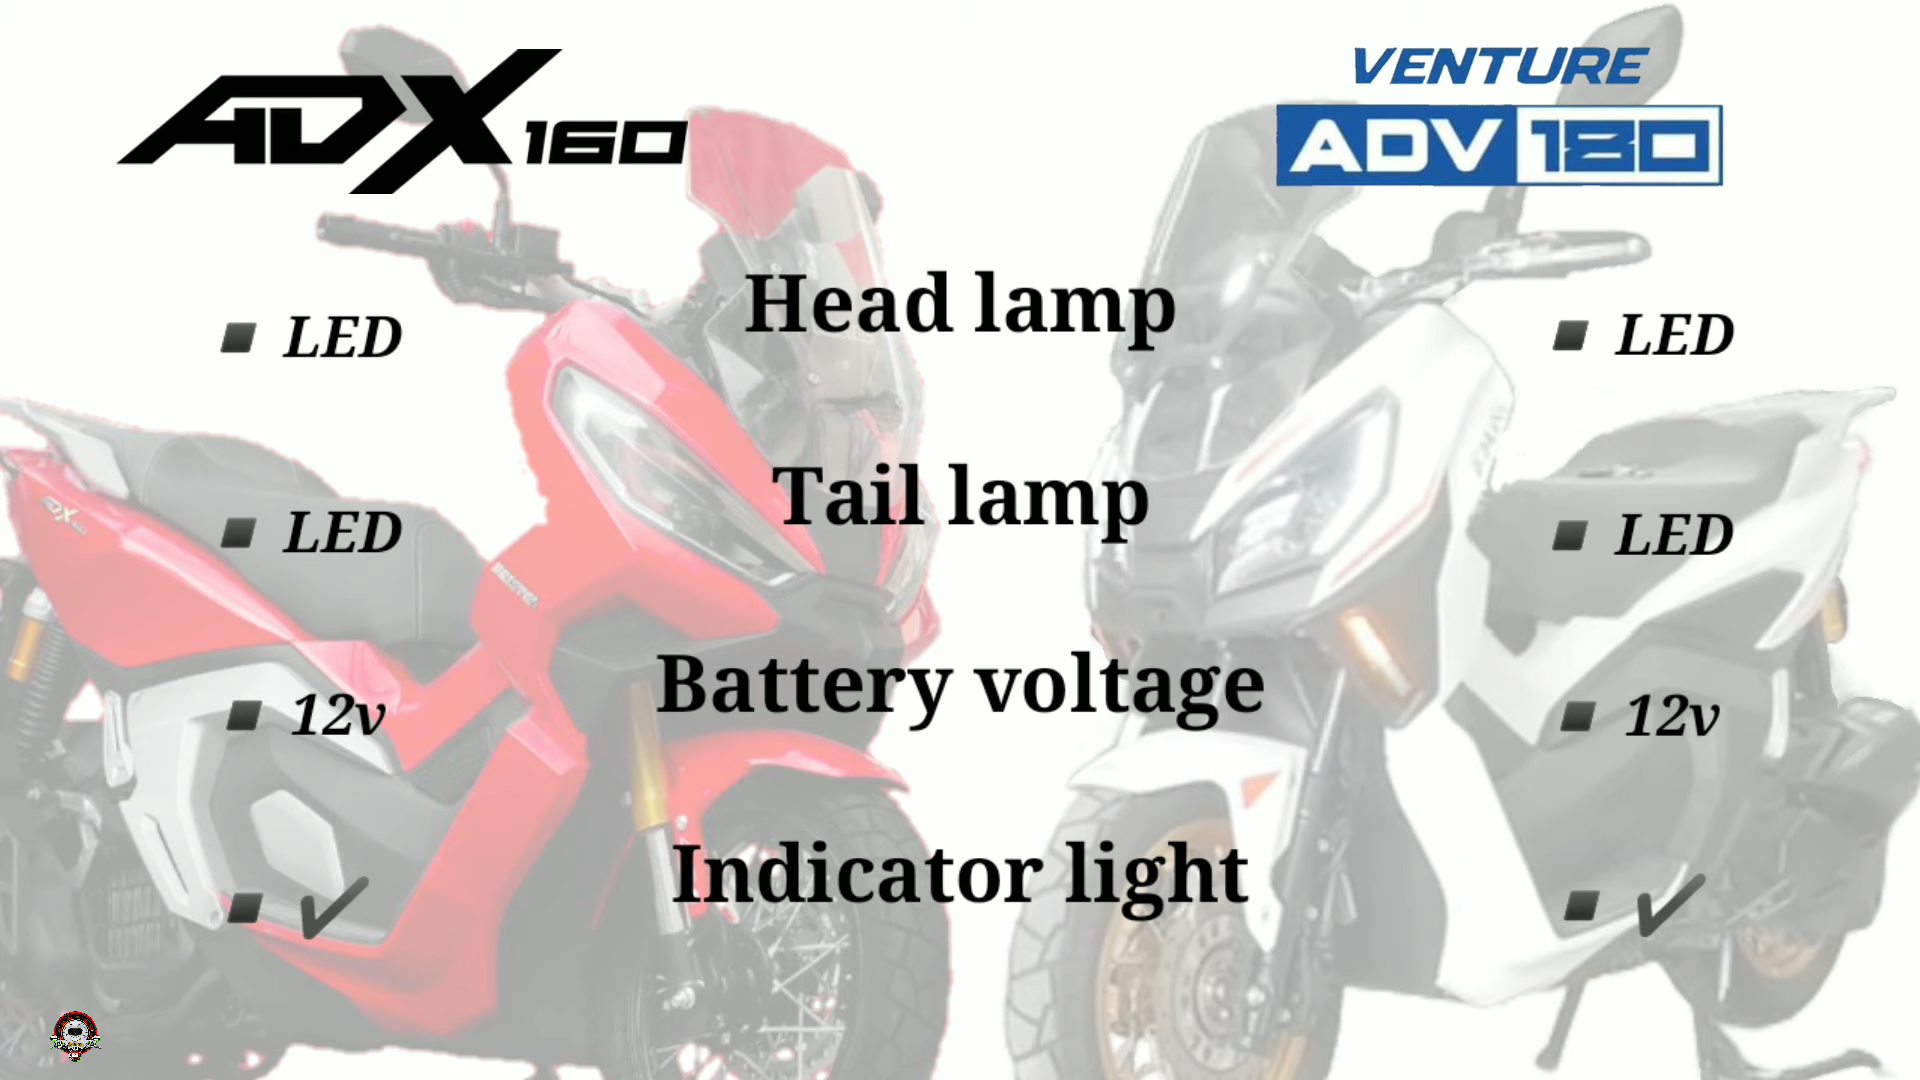 ADX 160
VENTURE
ADV 180
Head lamp
▪ LED
▪ LED
Tail lamp
▪ LED
▪ LED
Battery voltage
▪ 12v
▪ 12v
Indicator light
▪ ✔
▪ ✔